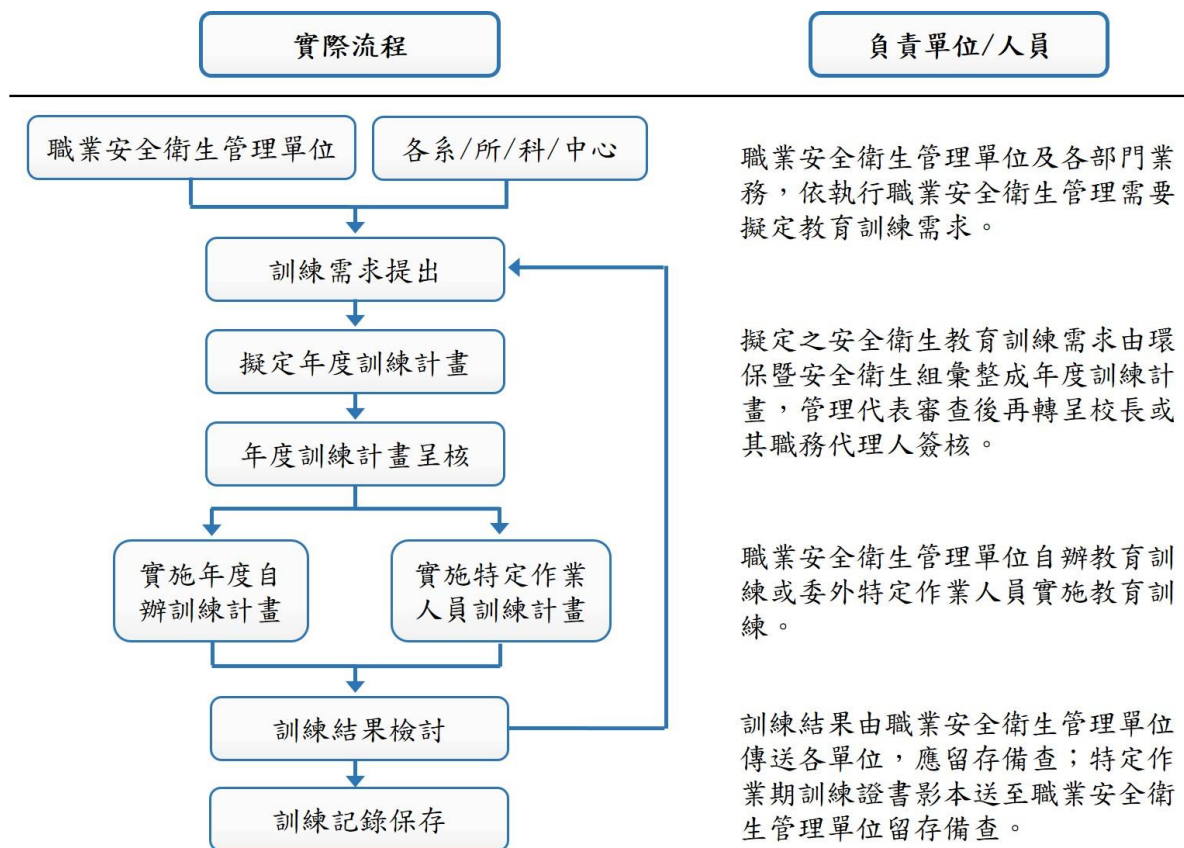 實際流程
負責單位/人員
職業安全衛生管理單位
各系/所/科/中心
職業安全衛生管理單位及各部門業
務，依執行職業安全衛生管理需要
擬定教育訓練需求。
訓練需求提出
擬定年度訓練計畫
擬定之安全衛生教育訓練需求由環
保暨安全衛生組彙整成年度訓練計
畫，管理代表審查後再轉呈校長或
其職務代理人簽核。
年度訓練計畫呈核
實施年度自
辦訓練計畫
實施特定作業
人員訓練計畫
職業安全衛生管理單位自辦教育訓
練或委外特定作業人員實施教育訓
練。
訓練結果檢討
訓練結果由職業安全衛生管理單位
傳送各單位，應留存備查；特定作
業期訓練證書影本送至職業安全衛
生管理單位留存備查。
訓練記錄保存